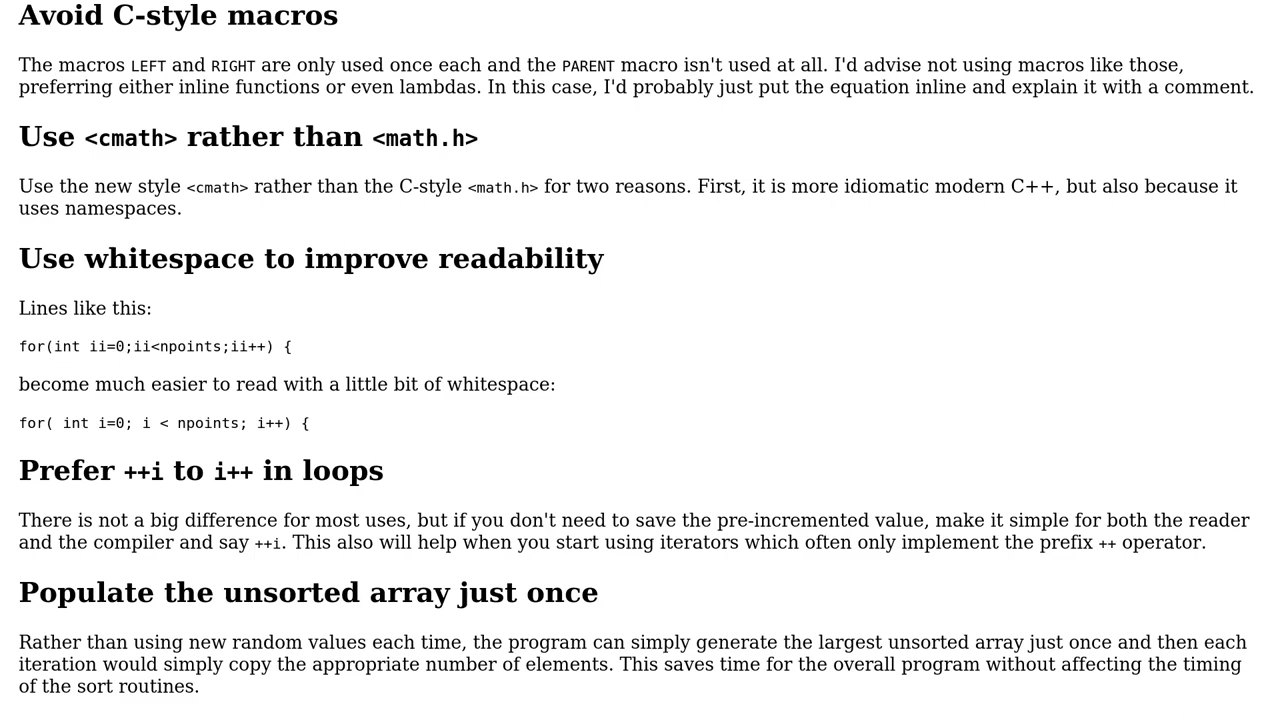 Avoid C-style macros
The macros LEFT and RIGHT are only used once each and the PARENT macro isn't used at all. I'd advise not using macros like those,
preferring either inline functions or even lambdas. In this case, I'd probably just put the equation inline and explain it with a comment.
Use <cmath> rather than <math.h>
Use the new style <cmath> rather than the C-style <math.h> for two reasons. First, it is more idiomatic modern C++, but also because it
uses namespaces.
Use whitespace to improve readability
Lines like this:
for(int ii=0;ii<npoints;ii++) {
become much easier to read with a little bit of whitespace:
for( int i=0; i < npoints; i++) {
Prefer ++i to i++ in loops
There is not a big difference for most uses, but if you don't need to save the pre-incremented value, make it simple for both the reader
and the compiler and say ++i. This also will help when you start using iterators which often only implement the prefix ++ operator.
Populate the unsorted array just once
Rather than using new random values each time, the program can simply generate the largest unsorted array just once and then each
iteration would simply copy the appropriate number of elements. This saves time for the overall program without affecting the timing
of the sort routines.